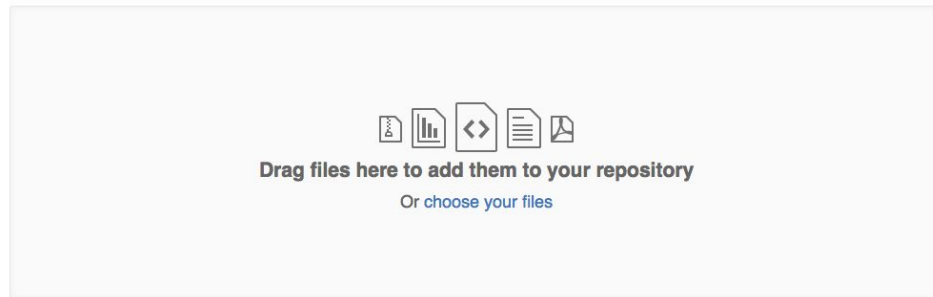 Drag files here to add them to your repository
Or choose your files